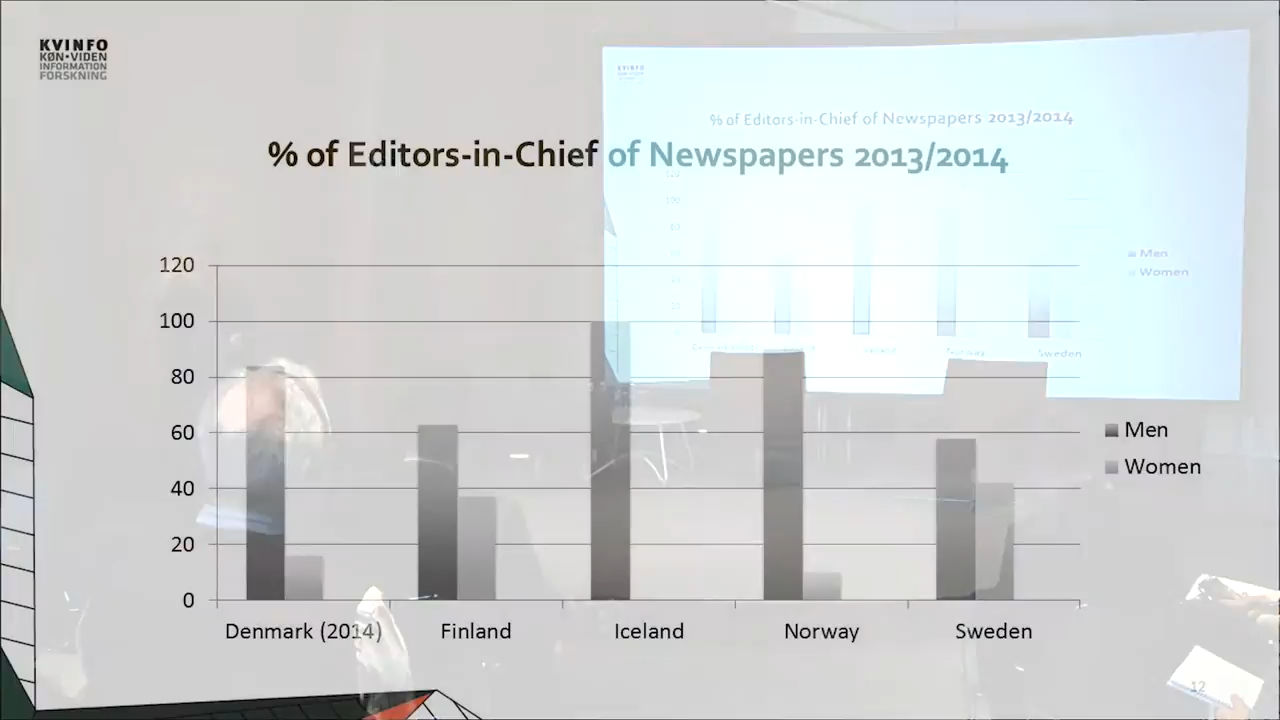 KVINFO
KØN•VIDEN
INFORMATION
FORSKNING
% of Editors-in-Chief of Newspapers 2013/2014
% of Editors-in-Chief of Newspapers 2013/2014
120
100
80
60
40
20
0
Denmark (2014) Finland Iceland Norway Sweden
Men
Women
Men
Women
Norway Sweden
12